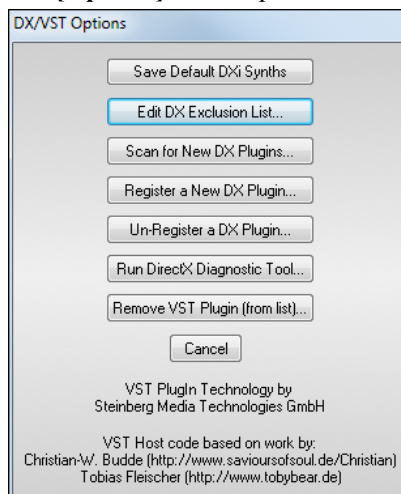 DX/VST Options
Save Default DXi Synths
Edit DX Exclusion List...
Scan for New DX Plugins...
Register a New DX Plugin...
Un-Register a DX Plugin...
Run DirectX Diagnostic Tool...
Remove VST Plugin (from list)...
Cancel
VST PlugIn Technology by
Steinberg Media Technologies GmbH
VST Host code based on work by:
Christian-W. Budde (http://www.savioursofsoul.de/Christian)
Tobias Fleischer (http://www.tobybear.de)